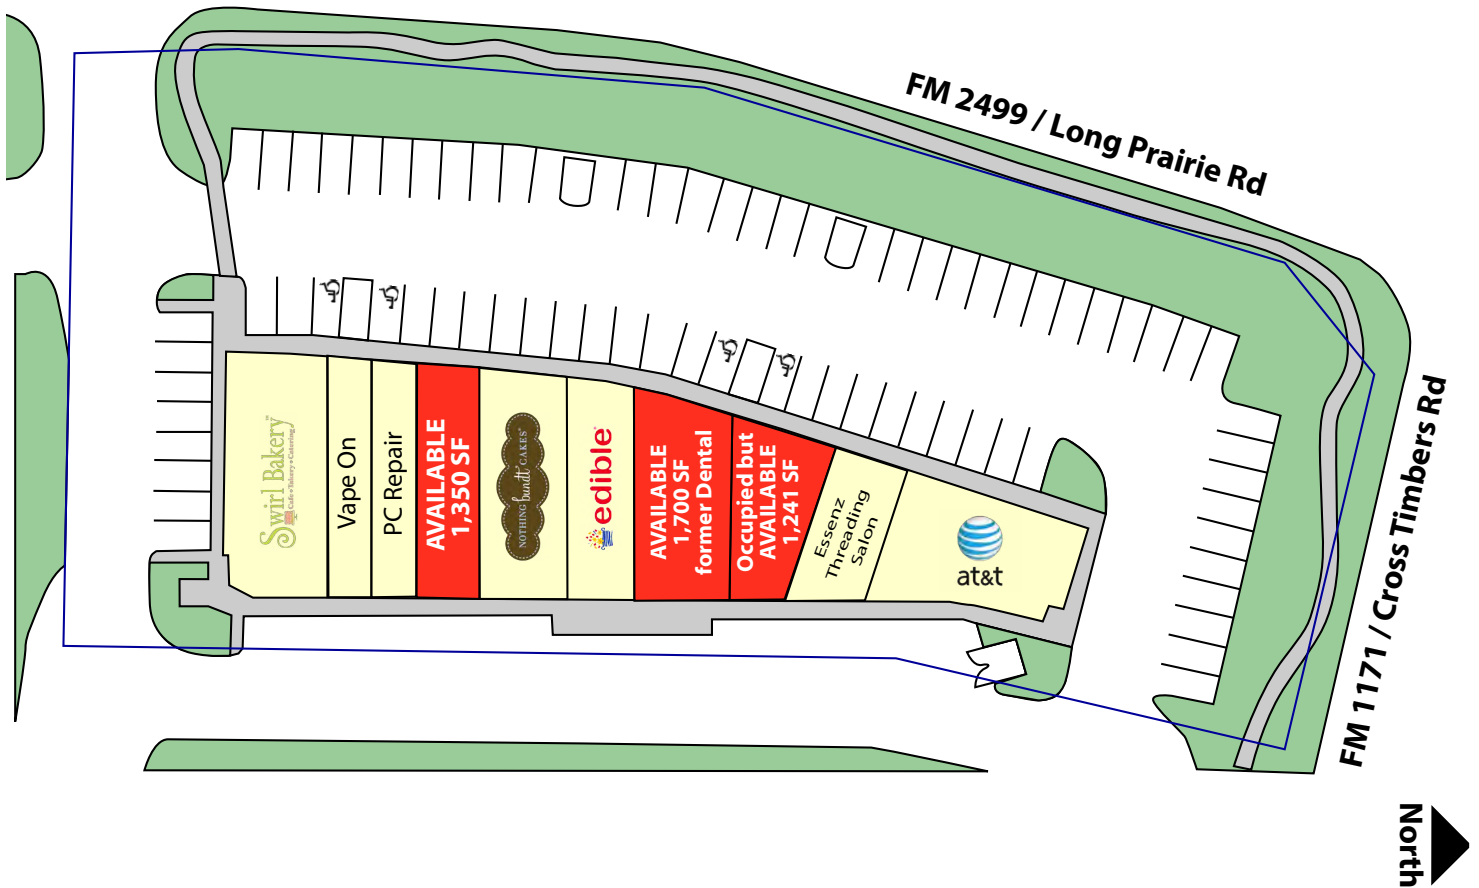 FM 2499 / Long Prairie Rd
FM 1171 / Cross Timbers Rd
Swirl Bakery
Cafe • Bakery • Catering
Vape On
PC Repair
AVAILABLE
1,350 SF
NOTHING bundt CAKES
edible
AVAILABLE
1,700 SF
former Dental
Occupied but
AVAILABLE
1,241 SF
Essenz
Threading
Salon
at&t
North